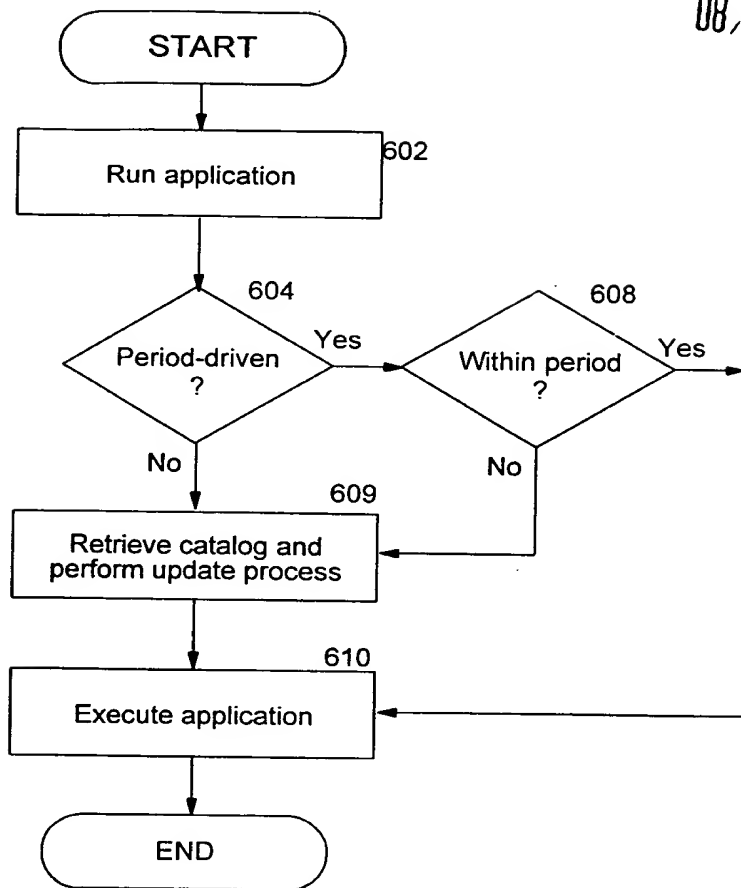 08,
START
602
Run application
604
608
Period-driven
?
Yes
Within period
?
Yes
No
No
609
Retrieve catalog and
perform update process
610
Execute application
END